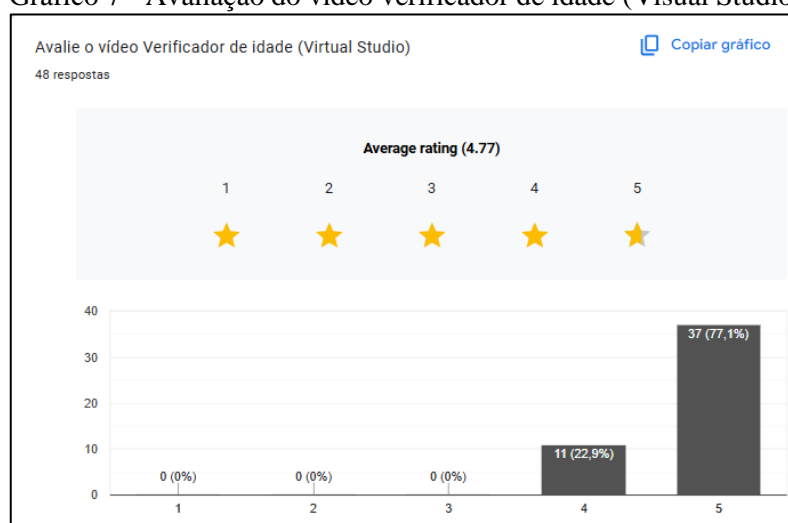 Gráfico 7 - Avaliação do vídeo verificador de idade (Visual Studio
Avalie o vídeo Verificador de idade (Virtual Studio)
Copiar gráfico
48 respostas
Average rating (4.77)
1 2 3 4 5
40
37 (77,1%)
30
20
10
11 (22,9%)
0 (0%) 0 (0%) 0 (0%)
0
1 2 3 4 5